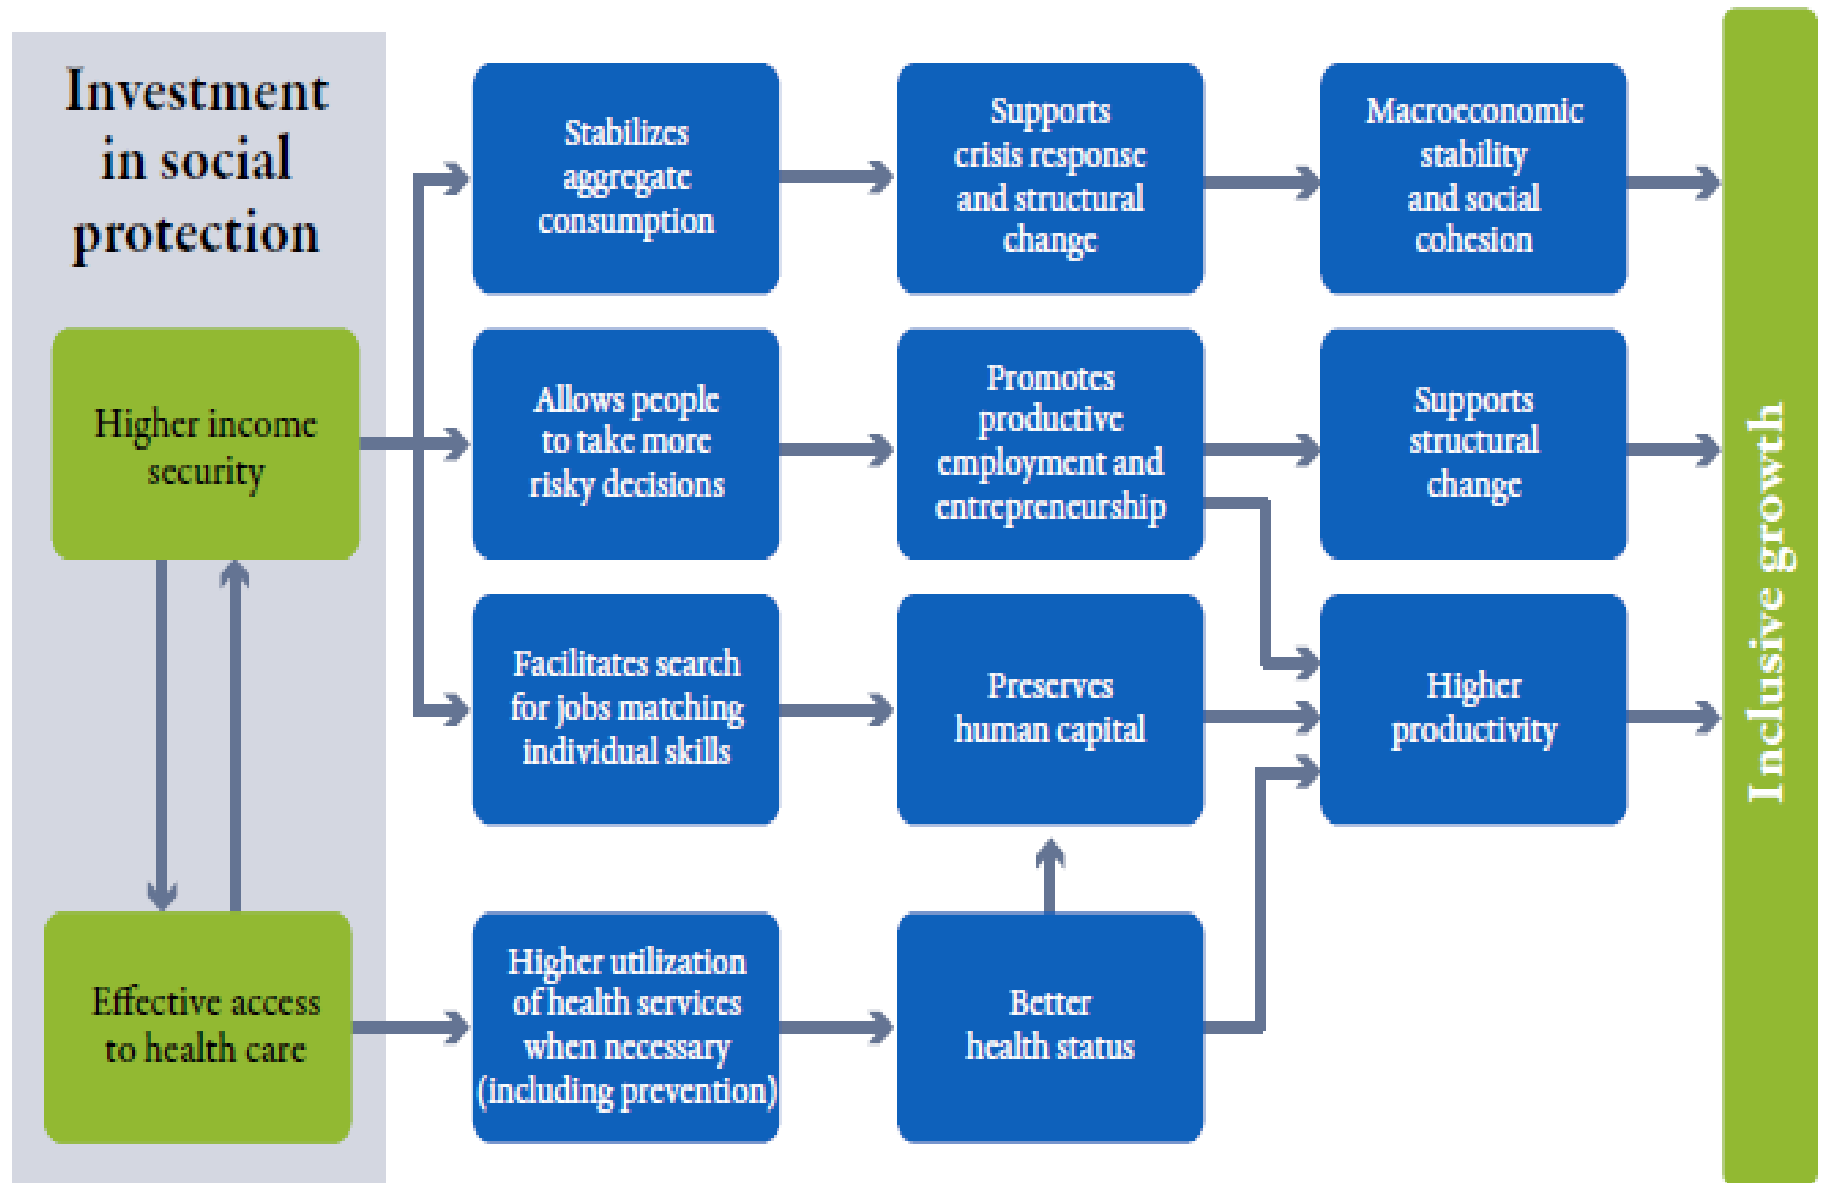 Investment
in social
protection
Higher income
security
Effective access
to health care
Stabilizes
aggregate
consumption
Supports
crisis response
and structural
change
Macroeconomic
stability
and social
cohesion
Allows people
to take more
risky decisions
Promotes
productive
employment and
entrepreneurship
Supports
structural
change
Facilitates search
for jobs matching
individual skills
Preserves
human capital
Higher
productivity
Higher utilization
of health services
when necessary
(including prevention)
Better
health status
Inclusive growth